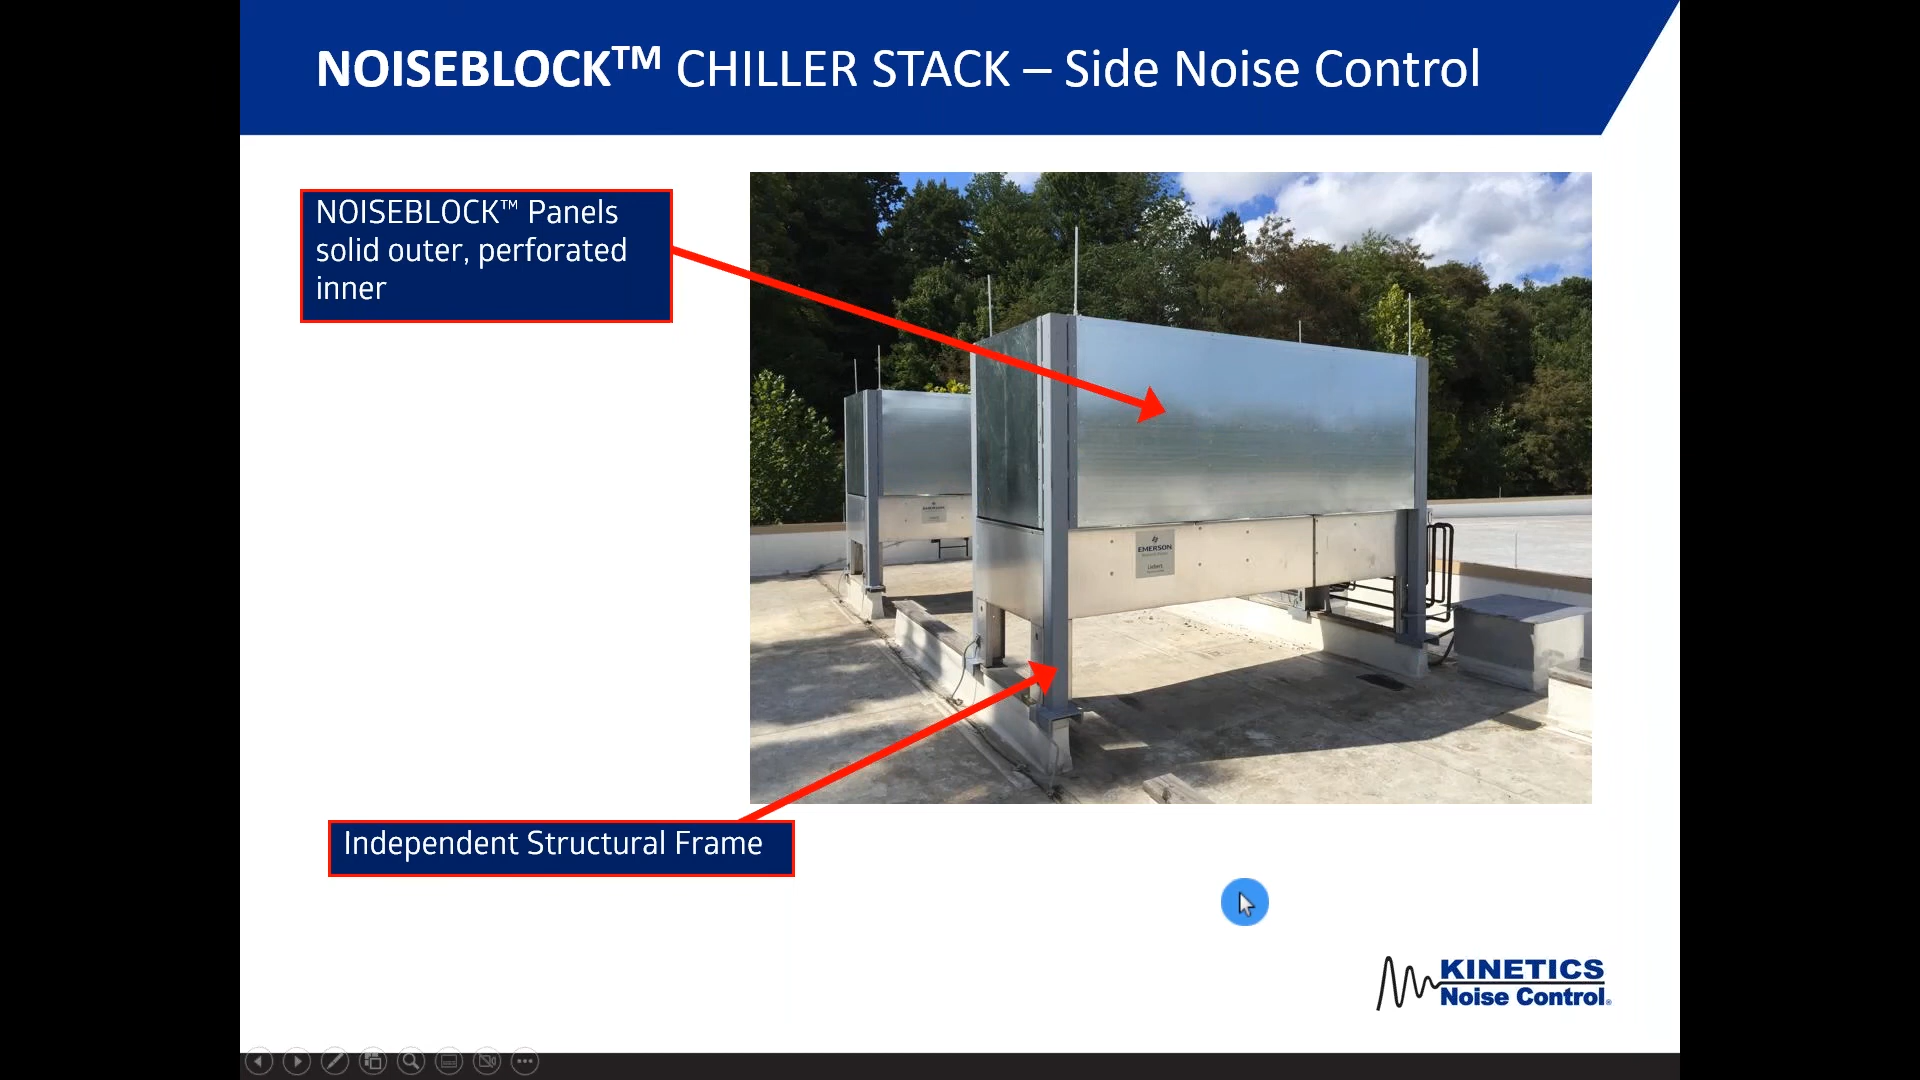 NOISEBLOCK™ CHILLER STACK – Side Noise Control
NOISEBLOCK™ Panels
solid outer, perforated
inner
EMERSON
Liebert
Independent Structural Frame
KINETICS
Noise Control®